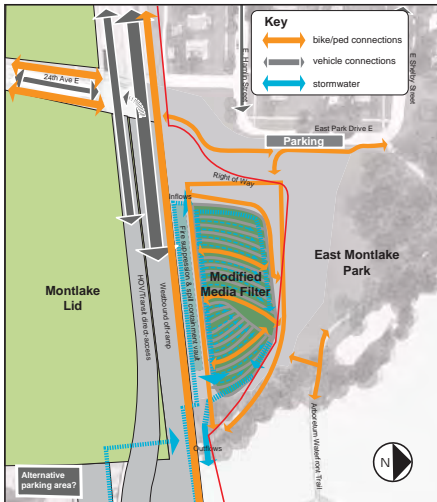 Key
bike/ped connections
vehicle connections
stormwater
24th Ave E
E Hamlin Street
E Shelby Street
East Park Drive E
Parking
Right of Way
Inflows
Fire suppression & spill containment vault
Modified
Media Filter
East Montlake
Park
Montlake
Lid
HOV/Transit direct- access
Westbound off-ramp
Outflows
Arboretum Waterfront Trail
Alternative
parking area?
N